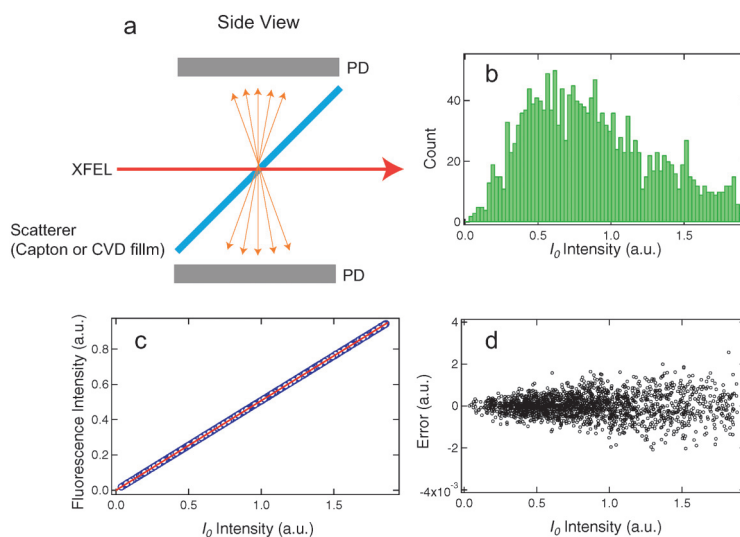 a
Side View
PD
XFEL
Scatterer
(Capton or CVD fillm)
PD
b
Count
40
20
0
0.0
0.5
1.0
1.5
I0 Intensity (a.u.)
c
Fluorescence Intensity (a.u.)
0.8
0.6
0.4
0.2
0.0
0.0
0.5
1.0
1.5
I0 Intensity (a.u.)
d
Error (a.u.)
4
2
0
-2
-4x10-3
0.0
0.5
1.0
1.5
I0 Intensity (a.u.)